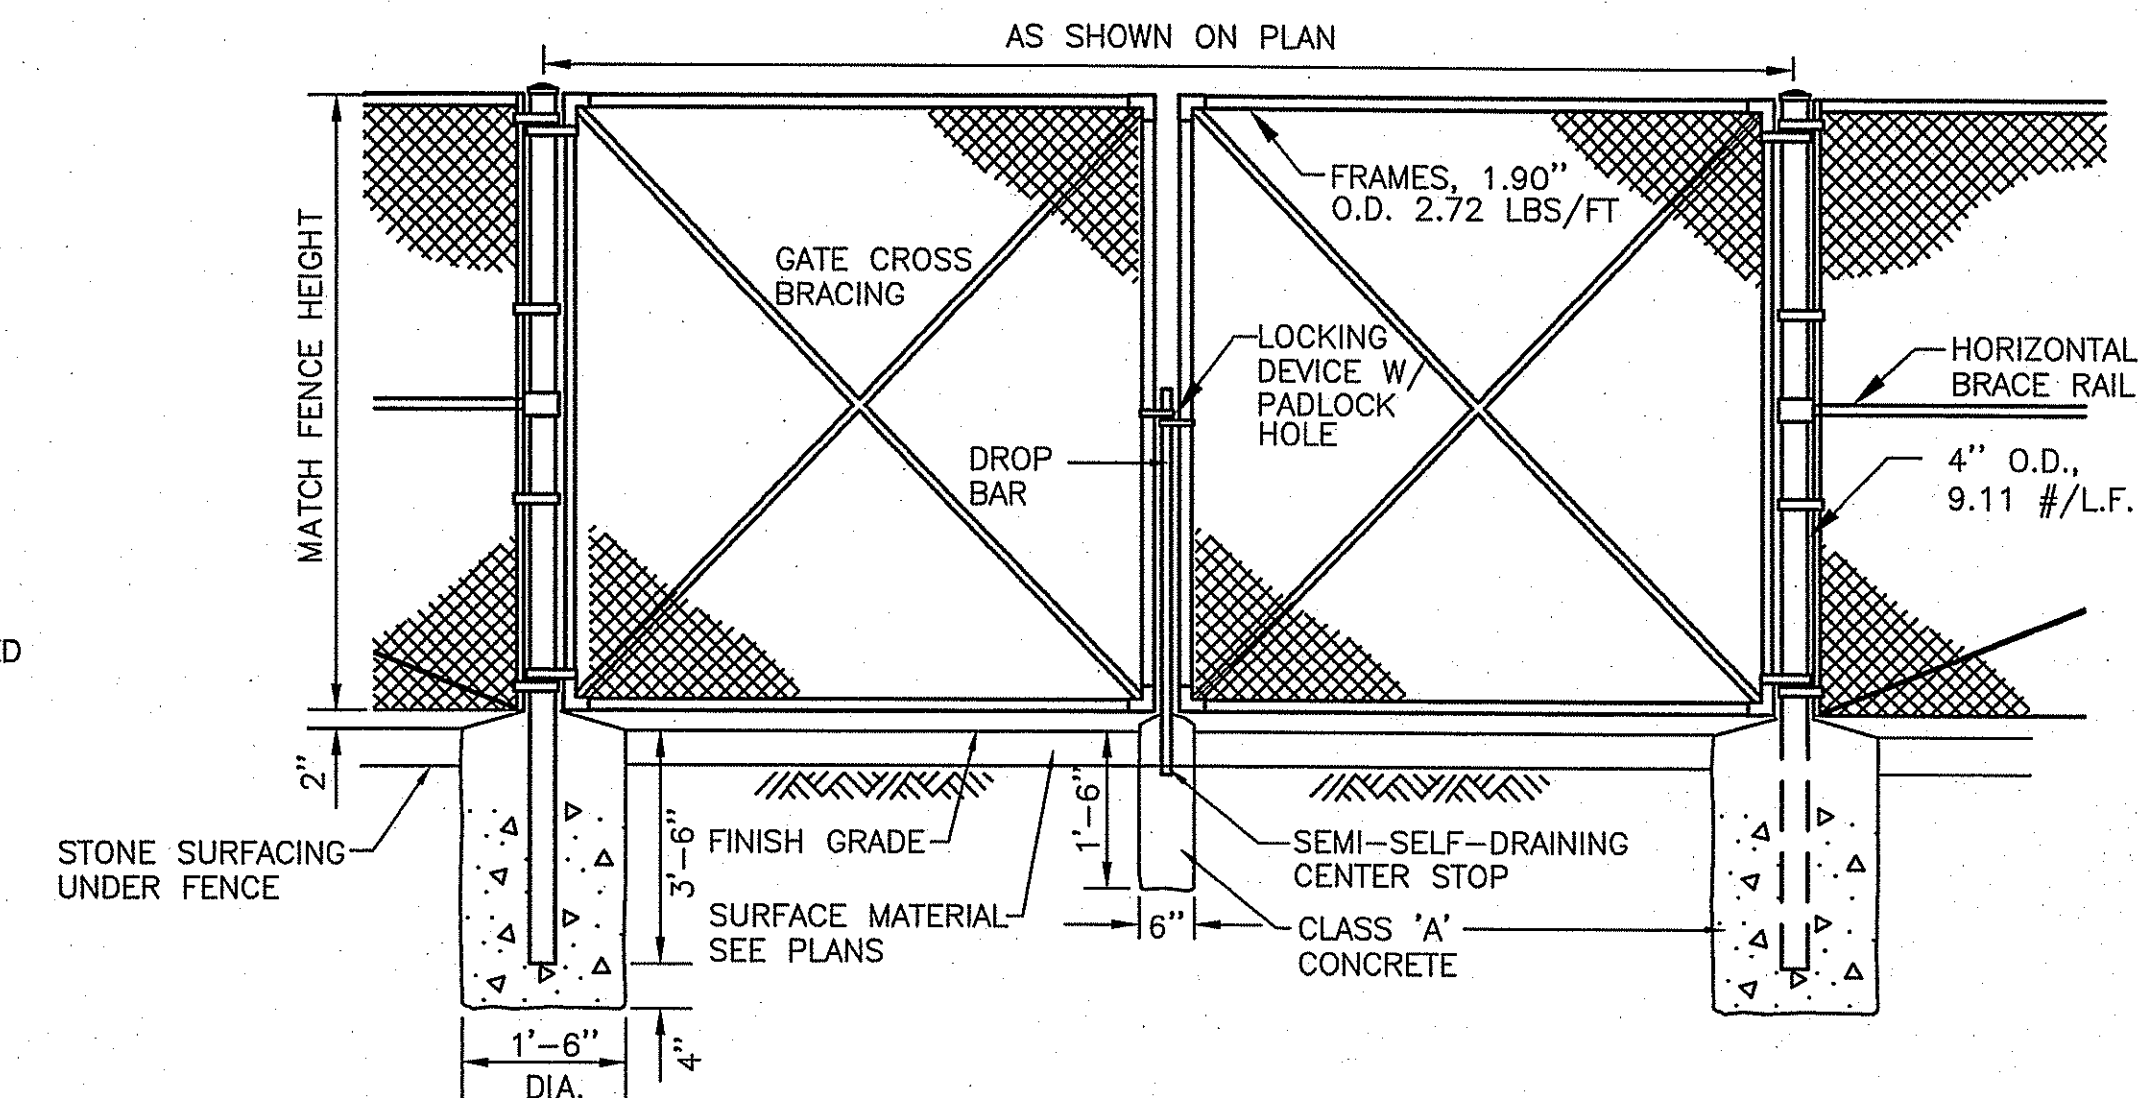 AS SHOWN ON PLAN
MATCH FENCE HEIGHT
FRAMES, 1.90"
O.D. 2.72 LBS/FT
GATE CROSS
BRACING
LOCKING
DEVICE W/
PADLOCK
HOLE
HORIZONTAL
BRACE RAIL
DROP
BAR
4" O.D.,
9.11 #/L.F.
ED
2"
STONE SURFACING
UNDER FENCE
3'-6"
FINISH GRADE
1'-6"
SEMI-SELF-DRAINING
CENTER STOP
SURFACE MATERIAL
SEE PLANS
6"
CLASS 'A'
CONCRETE
1'-6"
DIA.
4"